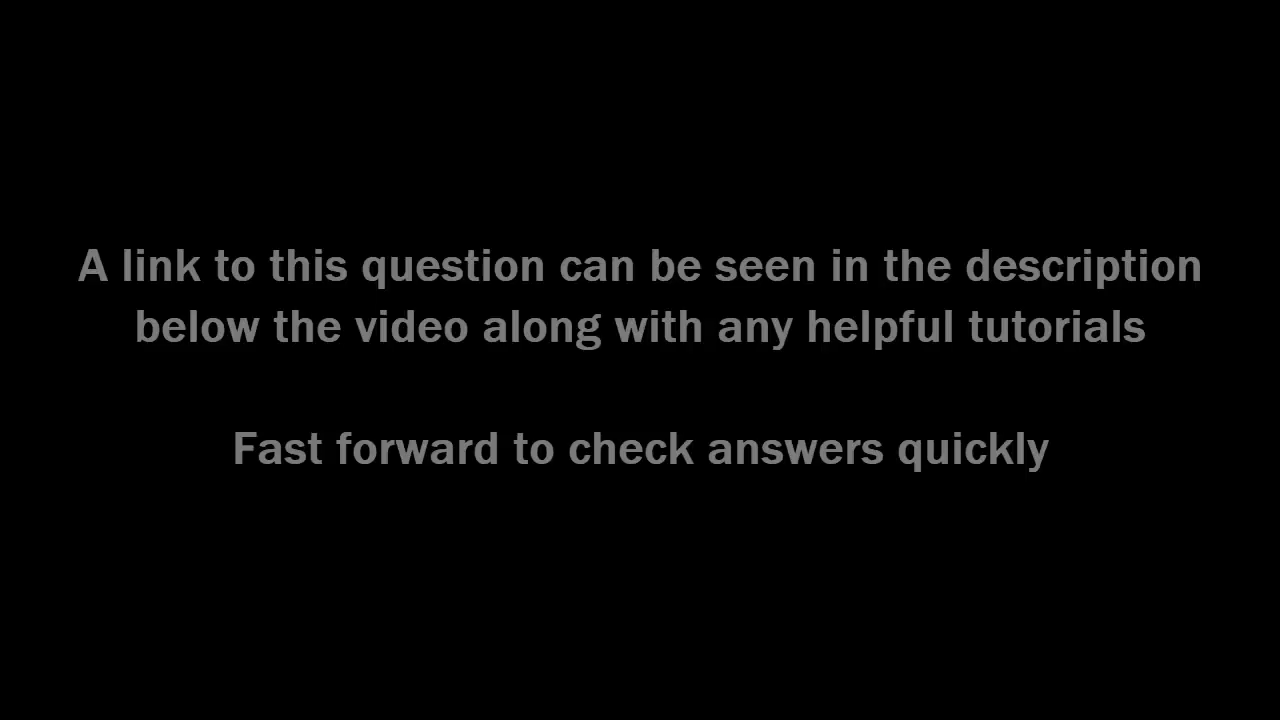 A link to this question can be seen in the description
below the video along with any helpful tutorials
Fast forward to check answers quickly